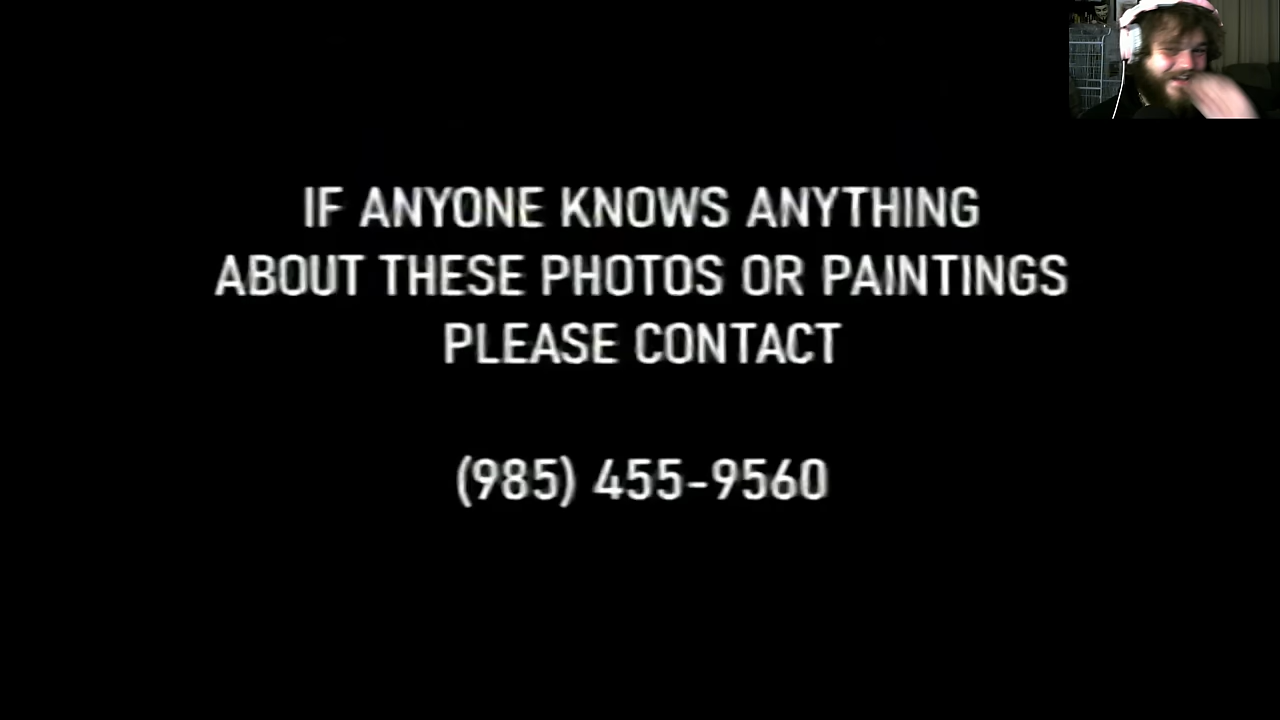 IF ANYONE KNOWS ANYTHING
ABOUT THESE PHOTOS OR PAINTINGS
PLEASE CONTACT
(985) 455-9560